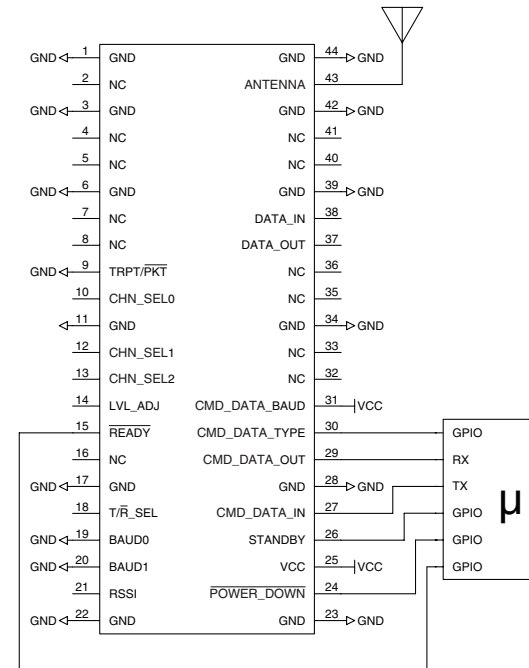 GND 1 GND GND 44 GND
2 NC ANTENNA 43
GND 3 GND GND 42 GND
4 NC NC 41
5 NC NC 40
GND 6 GND GND 39 GND
7 NC DATA_IN 38
8 NC DATA_OUT 37
GND 9 TRPT/PKT NC 36
10 CHN_SEL0 NC 35
11 GND GND 34 GND
12 CHN_SEL1 NC 33
13 CHN_SEL2 NC 32
14 LVL_ADJ CMD_DATA_BAUD 31 VCC
15 READY CMD_DATA_TYPE 30 GPIO
16 NC CMD_DATA_OUT 29 RX
GND 17 GND GND 28 GND TX
18 T/R_SEL CMD_DATA_IN 27 GPIO
GND 19 BAUD0 STANDBY 26 GPIO
GND 20 BAUD1 VCC 25 VCC GPIO
21 RSSI POWER_DOWN 24
GND 22 GND GND 23 GND
µ